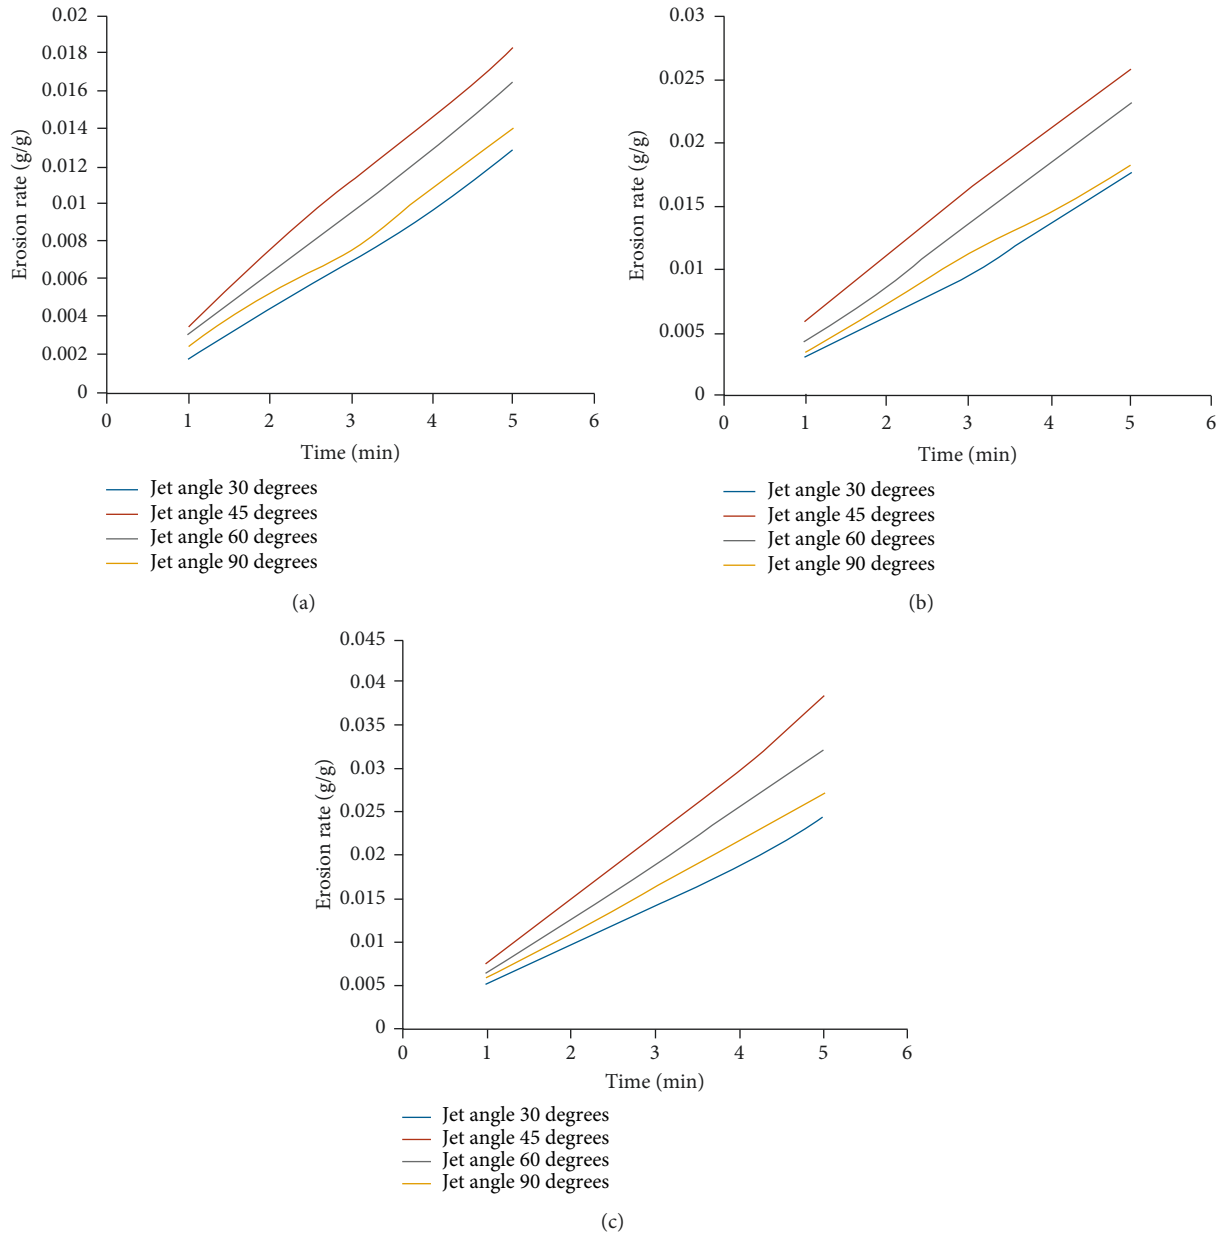 0.02
0.018
0.016
0.014
0.012
0.01
0.008
0.006
0.004
0.002
0
Erosion rate (g/g)
0 1 2 3 4 5 6
Time (min)
Jet angle 30 degrees
Jet angle 45 degrees
Jet angle 60 degrees
Jet angle 90 degrees
(a)
0.03
0.025
0.02
0.015
0.01
0.005
0
Erosion rate (g/g)
0 1 2 3 4 5 6
Time (min)
Jet angle 30 degrees
Jet angle 45 degrees
Jet angle 60 degrees
Jet angle 90 degrees
(b)
0.045
0.04
0.035
0.03
0.025
0.02
0.015
0.01
0.005
0
Erosion rate (g/g)
0 1 2 3 4 5 6
Time (min)
Jet angle 30 degrees
Jet angle 45 degrees
Jet angle 60 degrees
Jet angle 90 degrees
(c)